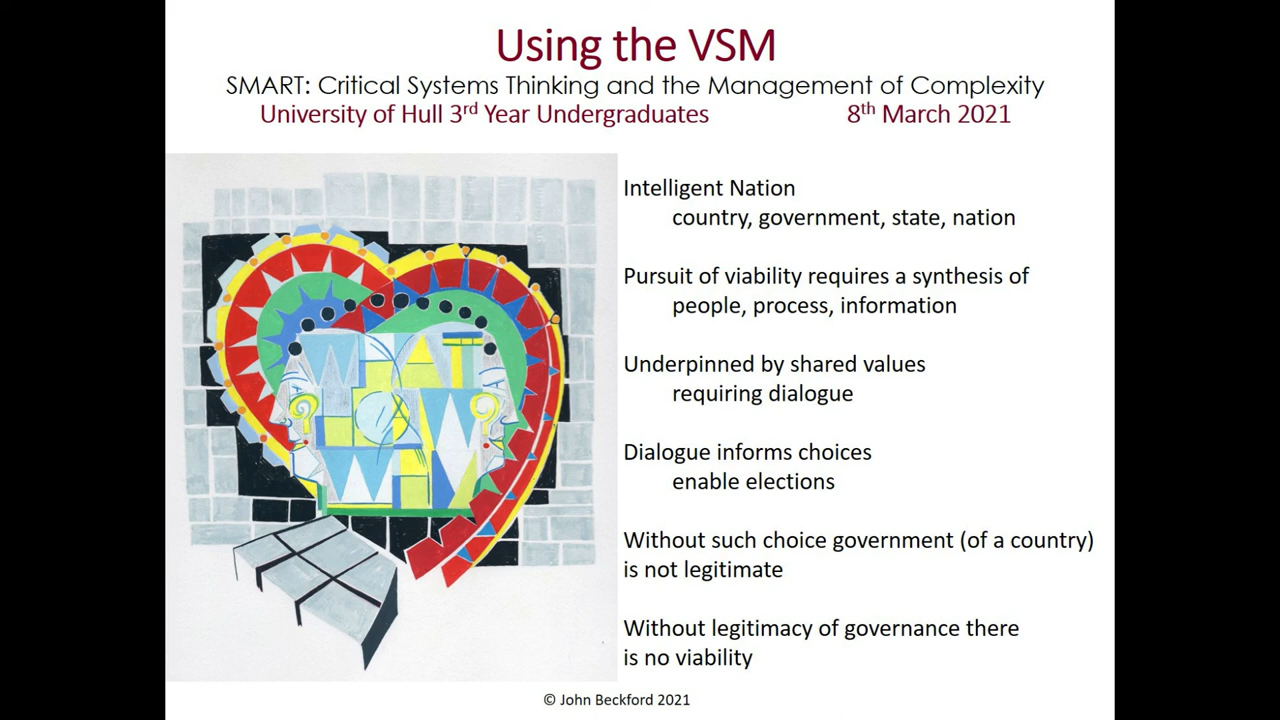 Using the VSM
SMART: Critical Systems Thinking and the Management of Complexity
University of Hull 3rd Year Undergraduates 8th March 2021
Intelligent Nation
country, government, state, nation
Pursuit of viability requires a synthesis of
people, process, information
Underpinned by shared values
requiring dialogue
Dialogue informs choices
enable elections
Without such choice government (of a country)
is not legitimate
Without legitimacy of governance there
is no viability
© John Beckford 2021